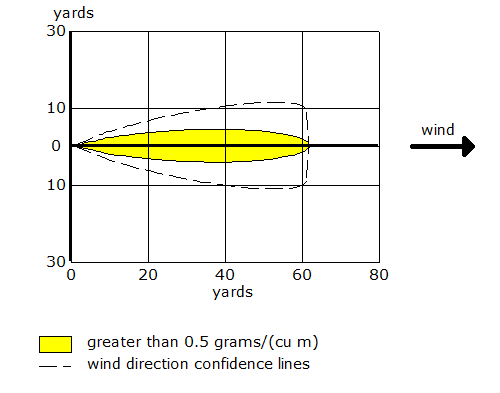 yards
30
10
0
10
30
0 20 40 60 80
yards
wind
greater than 0.5 grams/(cu m)
wind direction confidence lines